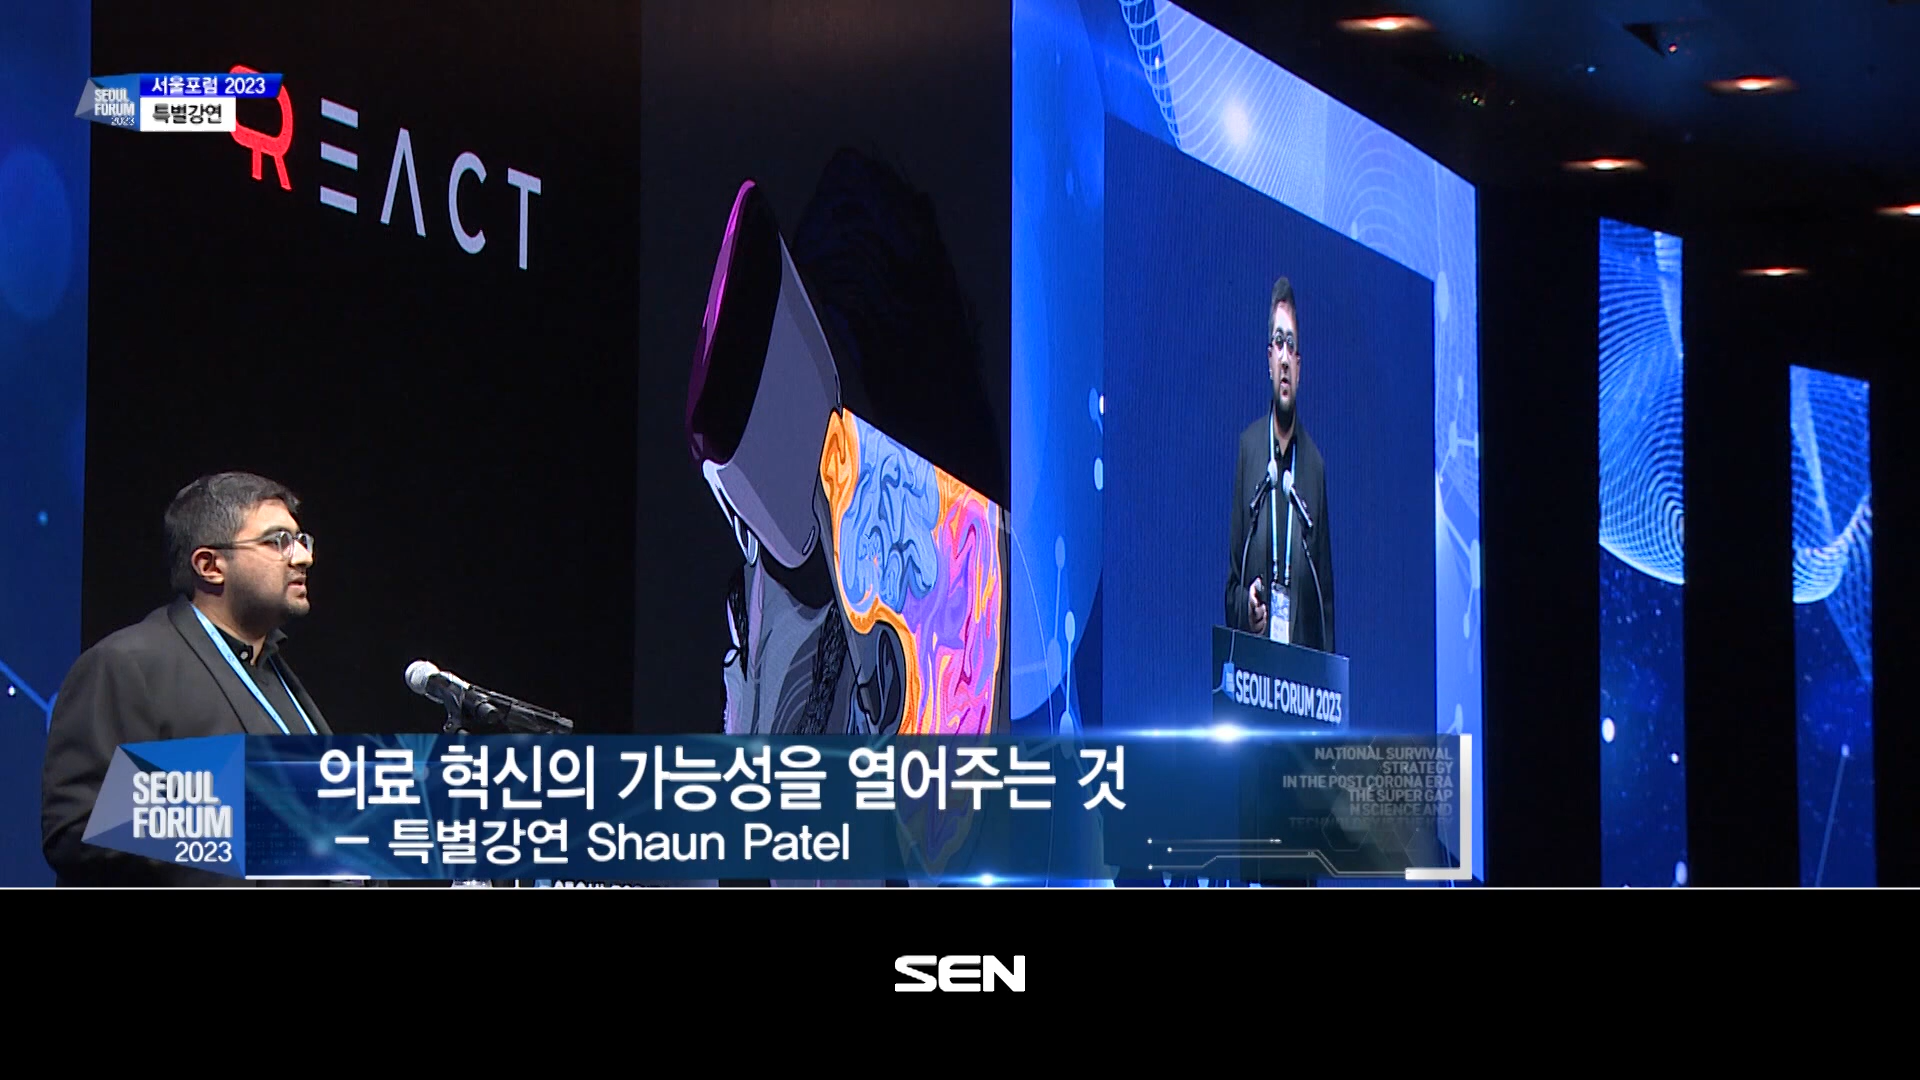 서울포럼 2023
SEOUL
FORUM
2023
특별강연
REACT
SEOUL FORUM 2023
의료 혁신의 가능성을 열어주는 것
- 특별강연 Shaun Patel
SEOUL
FORUM
2023
NATIONAL SURVIVAL
STRATEGY
IN THE POST CORONA ERA
THE SUPER GAP
N SCIENCE AND
SEN